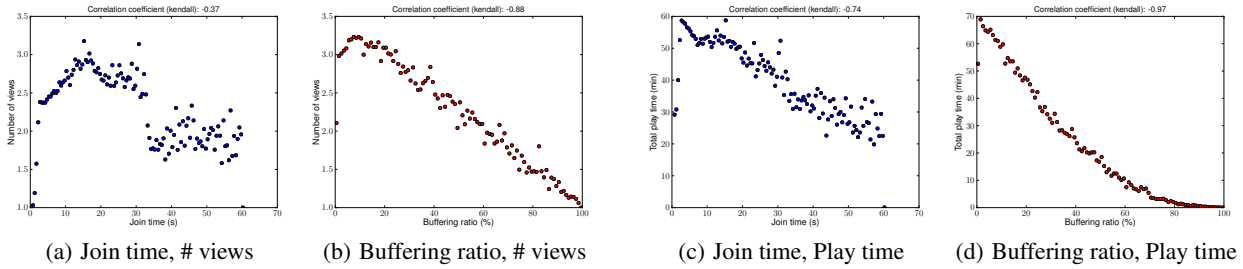 Correlation coefficient (kendall): -0.37
3.5
3.0
2.5
2.0
1.5
1.0
Number of views
0 10 20 30 40 50 60 70
Join time (s)
(a) Join time, # views
Correlation coefficient (kendall): -0.88
3.5
3.0
2.5
2.0
1.5
1.0
Number of views
0 20 40 60 80 100
Buffering ratio (%)
(b) Buffering ratio, # views
Correlation coefficient (kendall): -0.74
60
50
40
30
20
10
0
Total play time (min)
0 10 20 30 40 50 60 70
Join time (s)
(c) Join time, Play time
Correlation coefficient (kendall): -0.97
70
60
50
40
30
20
10
0
Total play time (min)
0 20 40 60 80 100
Buffering ratio (%)
(d) Buffering ratio, Play time